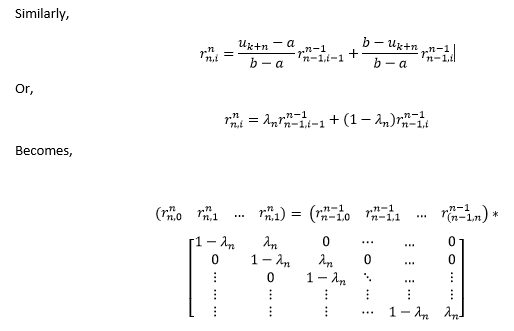 Similarly,
r^n_{n,i} = \frac{u_{k+n} − a}{b − a} r^{n−1}_{n−1,i−1} + \frac{b − u_{k+n}}{b − a} r^{n−1}_{n−1,i}
Or,
r^n_{n,i} = λ_n r^{n−1}_{n−1,i−1} + (1 − λ_n) r^{n−1}_{n−1,i}
Becomes,
(r^n_{n,0} r^n_{n,1} … r^n_{n,1}) = (r^{n−1}_{n−1,0} r^{n−1}_{n−1,1} … r^{n−1}_{(n−1,n)}) *
[1 − λ_n λ_n 0 ⋯ … 0]
0 1 − λ_n λ_n 0 … 0
⋮ 0 1 − λ_n ⋱ … ⋮
⋮ ⋮ ⋮ ⋮ ⋮ ⋮
⋮ ⋮ ⋮ ⋯ 1 − λ_n λ_n